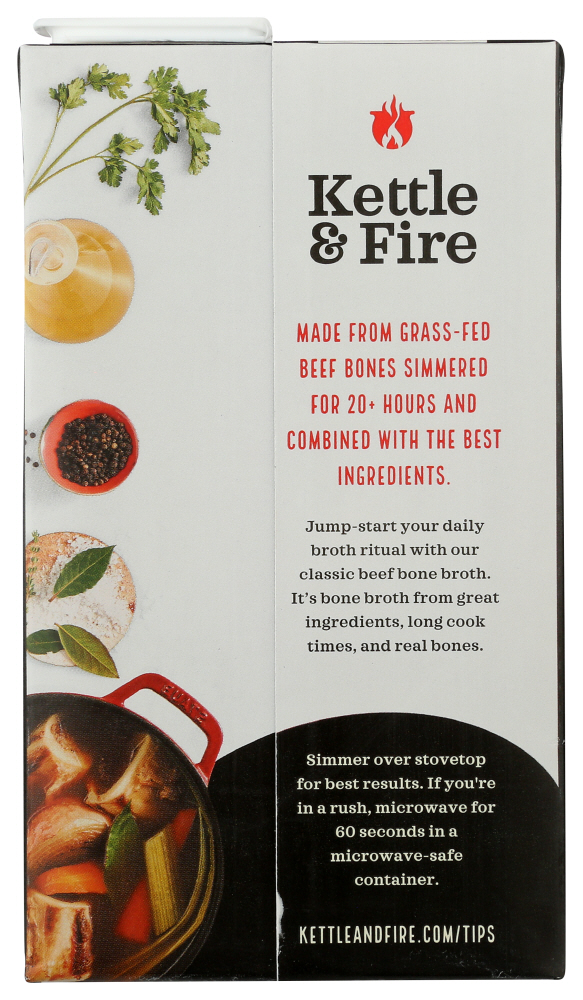 Kettle
& Fire
MADE FROM GRASS-FED
BEEF BONES SIMMERED
FOR 20+ HOURS AND
COMBINED WITH THE BEST
INGREDIENTS.
Jump-start your daily
broth ritual with our
classic beef bone broth.
It's bone broth from great
ingredients, long cook
times, and real bones.
STAUB
Simmer over stovetop
for best results. If you're
in a rush, microwave for
60 seconds in a
microwave-safe
container.
KETTLEANDFIRE.COM/TIPS